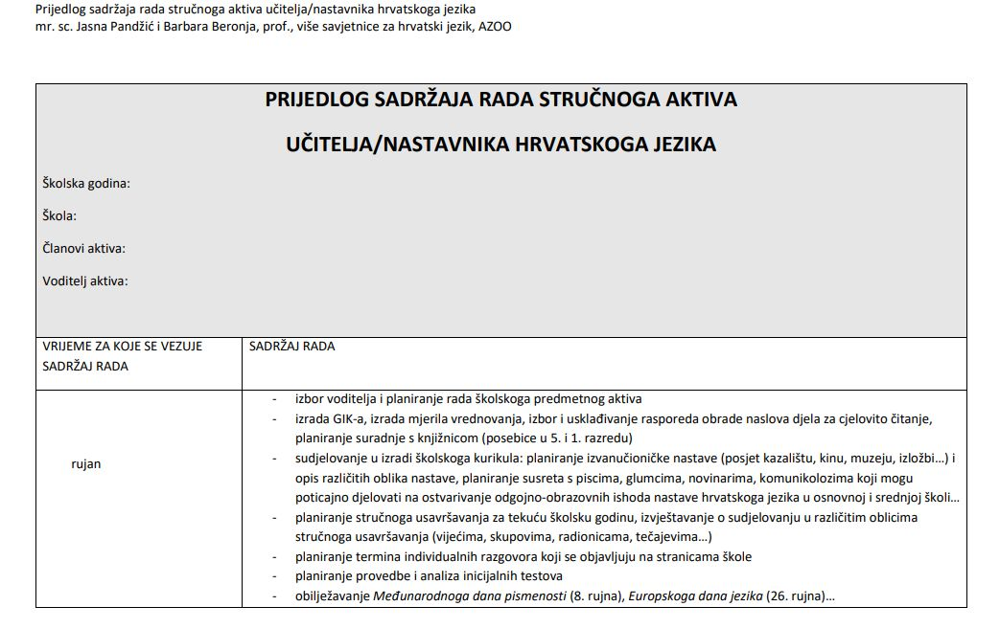 Prijedlog sadržaja rada stručnoga aktiva učitelja/nastavnika hrvatskoga jezika
mr. sc. Jasna Pandžić i Barbara Beronja, prof., više savjetnice za hrvatski jezik, AZOO
PRIJEDLOG SADRŽAJA RADA STRUČNOGA AKTIVA
UČITELJA/NASTAVNIKA HRVATSKOGA JEZIKA
Školska godina:
Škola:
Članovi aktiva:
Voditelj aktiva:
VRIJEME ZA KOJE SE VEZUJE
SADRŽAJ RADA
SADRŽAJ RADA
rujan
- izbor voditelja i planiranje rada školskoga predmetnog aktiva
- izrada GIK-a, izrada mjerila vrednovanja, izbor i usklađivanje rasporeda obrade naslova djela za cjelovito čitanje,
planiranje suradnje s knjižnicom (posebice u 5. i 1. razredu)
- sudjelovanje u izradi školskoga kurikula: planiranje izvanučioničke nastave (posjet kazalištu, kinu, muzeju, izložbi…) i
opis različitih oblika nastave, planiranje susreta s piscima, glumcima, novinarima, komunikolozima koji mogu
poticajno djelovati na ostvarivanje odgojno-obrazovnih ishoda nastave hrvatskoga jezika u osnovnoj i srednjoj školi…
- planiranje stručnoga usavršavanja za tekuću školsku godinu, izvještavanje o sudjelovanju u različitim oblicima
stručnoga usavršavanja (vijećima, skupovima, radionicama, tečajevima…)
- planiranje termina individualnih razgovora koji se objavljuju na stranicama škole
- planiranje provedbe i analiza inicijalnih testova
- obilježavanje Međunarodnoga dana pismenosti (8. rujna), Europskoga dana jezika (26. rujna)…